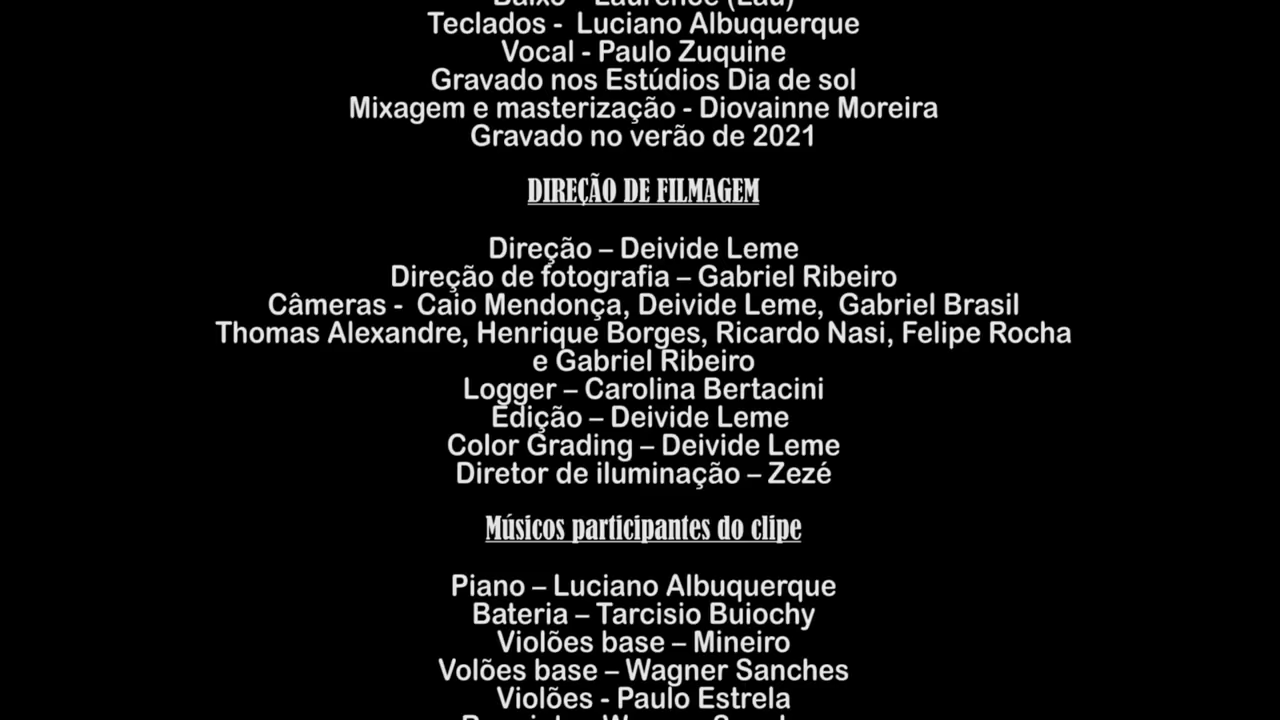 Baixo - Laurence (Lau)
Teclados -  Luciano Albuquerque
Vocal - Paulo Zuquine
Gravado nos Estúdios Dia de sol
Mixagem e masterização - Diovainne Moreira
Gravado no verão de 2021
DIREÇÃO DE FILMAGEM
Direção – Deivide Leme
Direção de fotografia – Gabriel Ribeiro
Câmeras -  Caio Mendonça, Deivide Leme,  Gabriel Brasil
Thomas Alexandre, Henrique Borges, Ricardo Nasi, Felipe Rocha
e Gabriel Ribeiro
Logger – Carolina Bertacini
Edição – Deivide Leme
Color Grading – Deivide Leme
Diretor de iluminação – Zezé
Músicos participantes do clipe
Piano – Luciano Albuquerque
Bateria – Tarcisio Buiochy
Violões base – Mineiro
Volões base – Wagner Sanches
Violões - Paulo Estrela